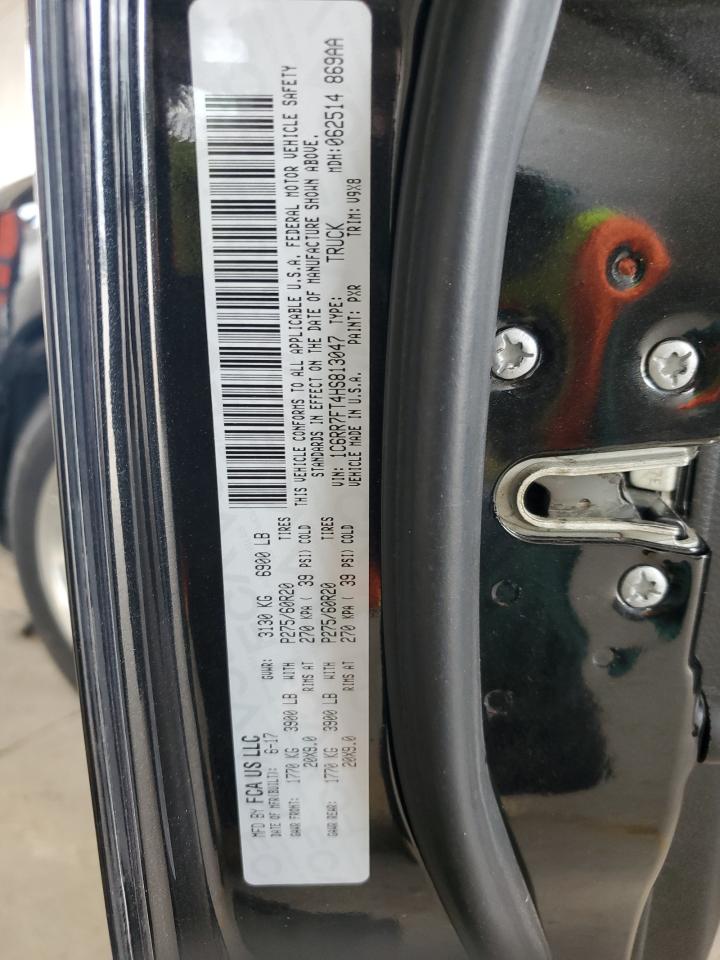 MFD BY FCA US LLC
DATE OF MFR(BUILT): 6-17 GVWR: 3130 KG 6900 LB
GAWR FRONT: 1770 KG 3900 LB WITH P275/60R20 TIRES
20X9.0 RIMS AT 270 KPA ( 39 PSI) COLD
GAWR REAR: 1770 KG 3900 LB WITH P275/60R20 TIRES
20X9.0 RIMS AT 270 KPA ( 39 PSI) COLD
THIS VEHICLE CONFORMS TO ALL APPLICABLE U.S.A. FEDERAL MOTOR VEHICLE SAFETY
STANDARDS IN EFFECT ON THE DATE OF MANUFACTURE SHOWN ABOVE.
VIN: 1C6RR7FT4HS813047 TYPE: TRUCK MDH:062514 869AA
VEHICLE MADE IN U.S.A. PAINT: PXR TRIM: V9X8